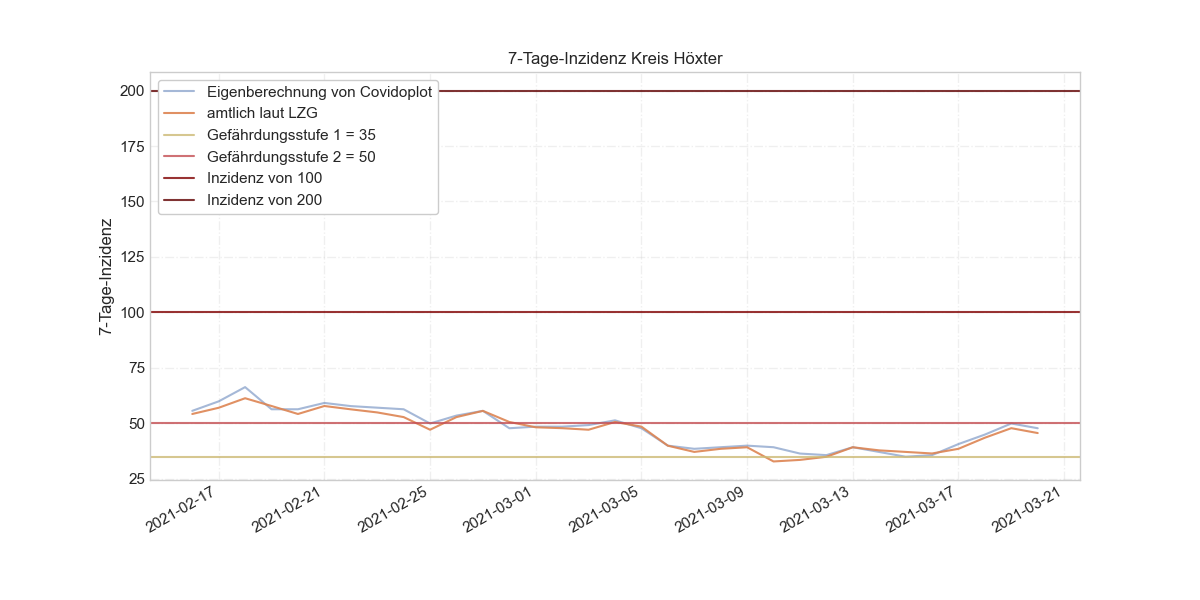 7-Tage-Inzidenz Kreis Höxter
Eigenberechnung von Covidoplot
amtlich laut LZG
Gefährdungsstufe 1 = 35
Gefährdungsstufe 2 = 50
Inzidenz von 100
Inzidenz von 200
7-Tage-Inzidenz
200
175
150
125
100
75
50
25
2021-02-17
2021-02-21
2021-02-25
2021-03-01
2021-03-05
2021-03-09
2021-03-13
2021-03-17
2021-03-21